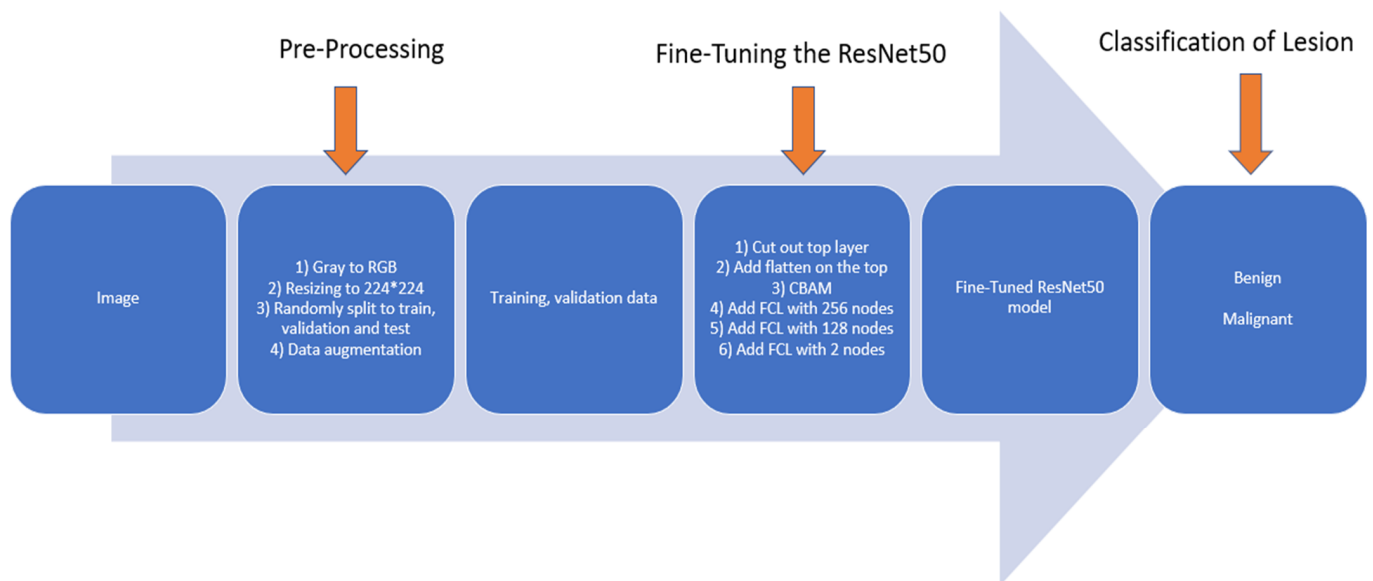 Pre-Processing
Fine-Tuning the ResNet50
Classification of Lesion
Image
1) Gray to RGB
2) Resizing to 224*224
3) Randomly split to train,
validation and test
4) Data augmentation
Training, validation data
1) Cut out top layer
2) Add flatten on the top
3) CBAM
4) Add FCL with 256 nodes
5) Add FCL with 128 nodes
6) Add FCL with 2 nodes
Fine-Tuned ResNet50
model
Benign
Malignant